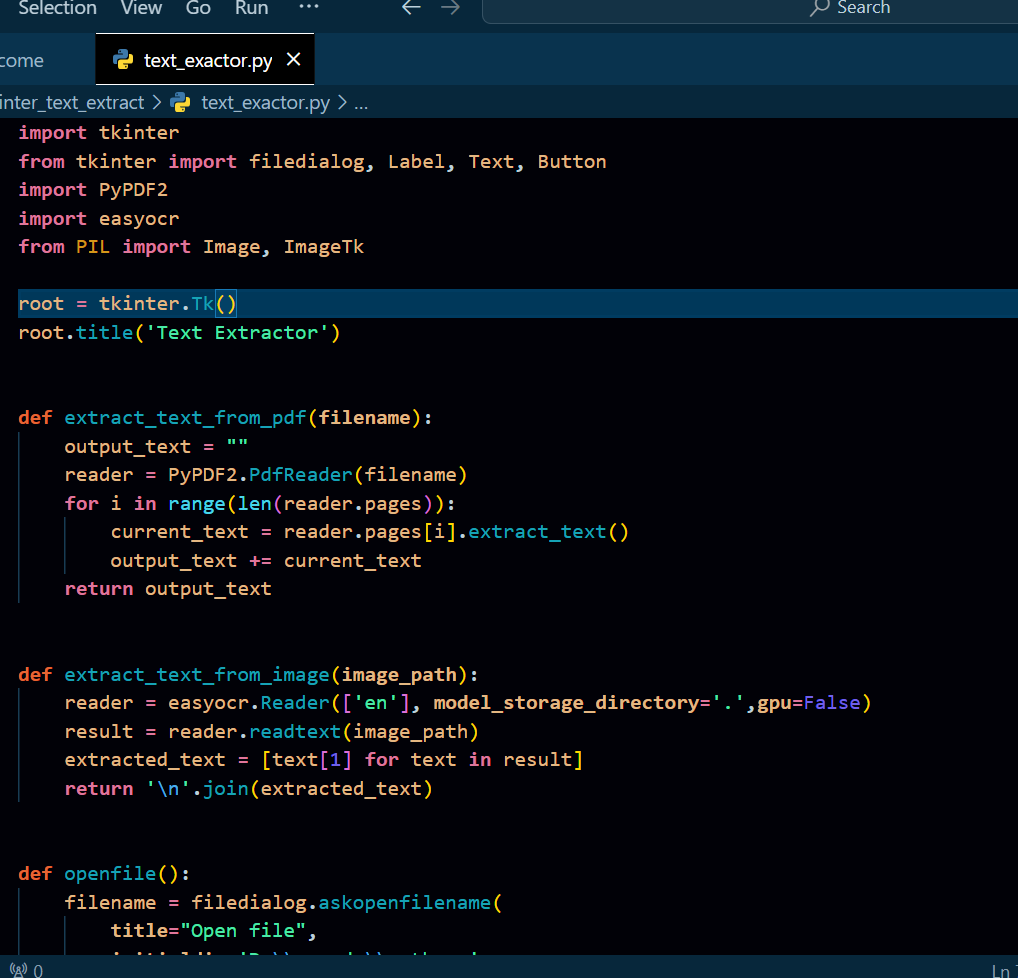 Selection View Go Run ... ← → Search
come text_exactor.py ×
inter_text_extract > text_exactor.py > ...
import tkinter
from tkinter import filedialog, Label, Text, Button
import PyPDF2
import easyocr
from PIL import Image, ImageTk
root = tkinter.Tk()
root.title('Text Extractor')
def extract_text_from_pdf(filename):
    output_text = ""
    reader = PyPDF2.PdfReader(filename)
    for i in range(len(reader.pages)):
        current_text = reader.pages[i].extract_text()
        output_text += current_text
    return output_text
def extract_text_from_image(image_path):
    reader = easyocr.Reader(['en'], model_storage_directory='.',gpu=False)
    result = reader.readtext(image_path)
    extracted_text = [text[1] for text in result]
    return '\n'.join(extracted_text)
def openfile():
    filename = filedialog.askopenfilename(
        title="Open file",
0 Ln